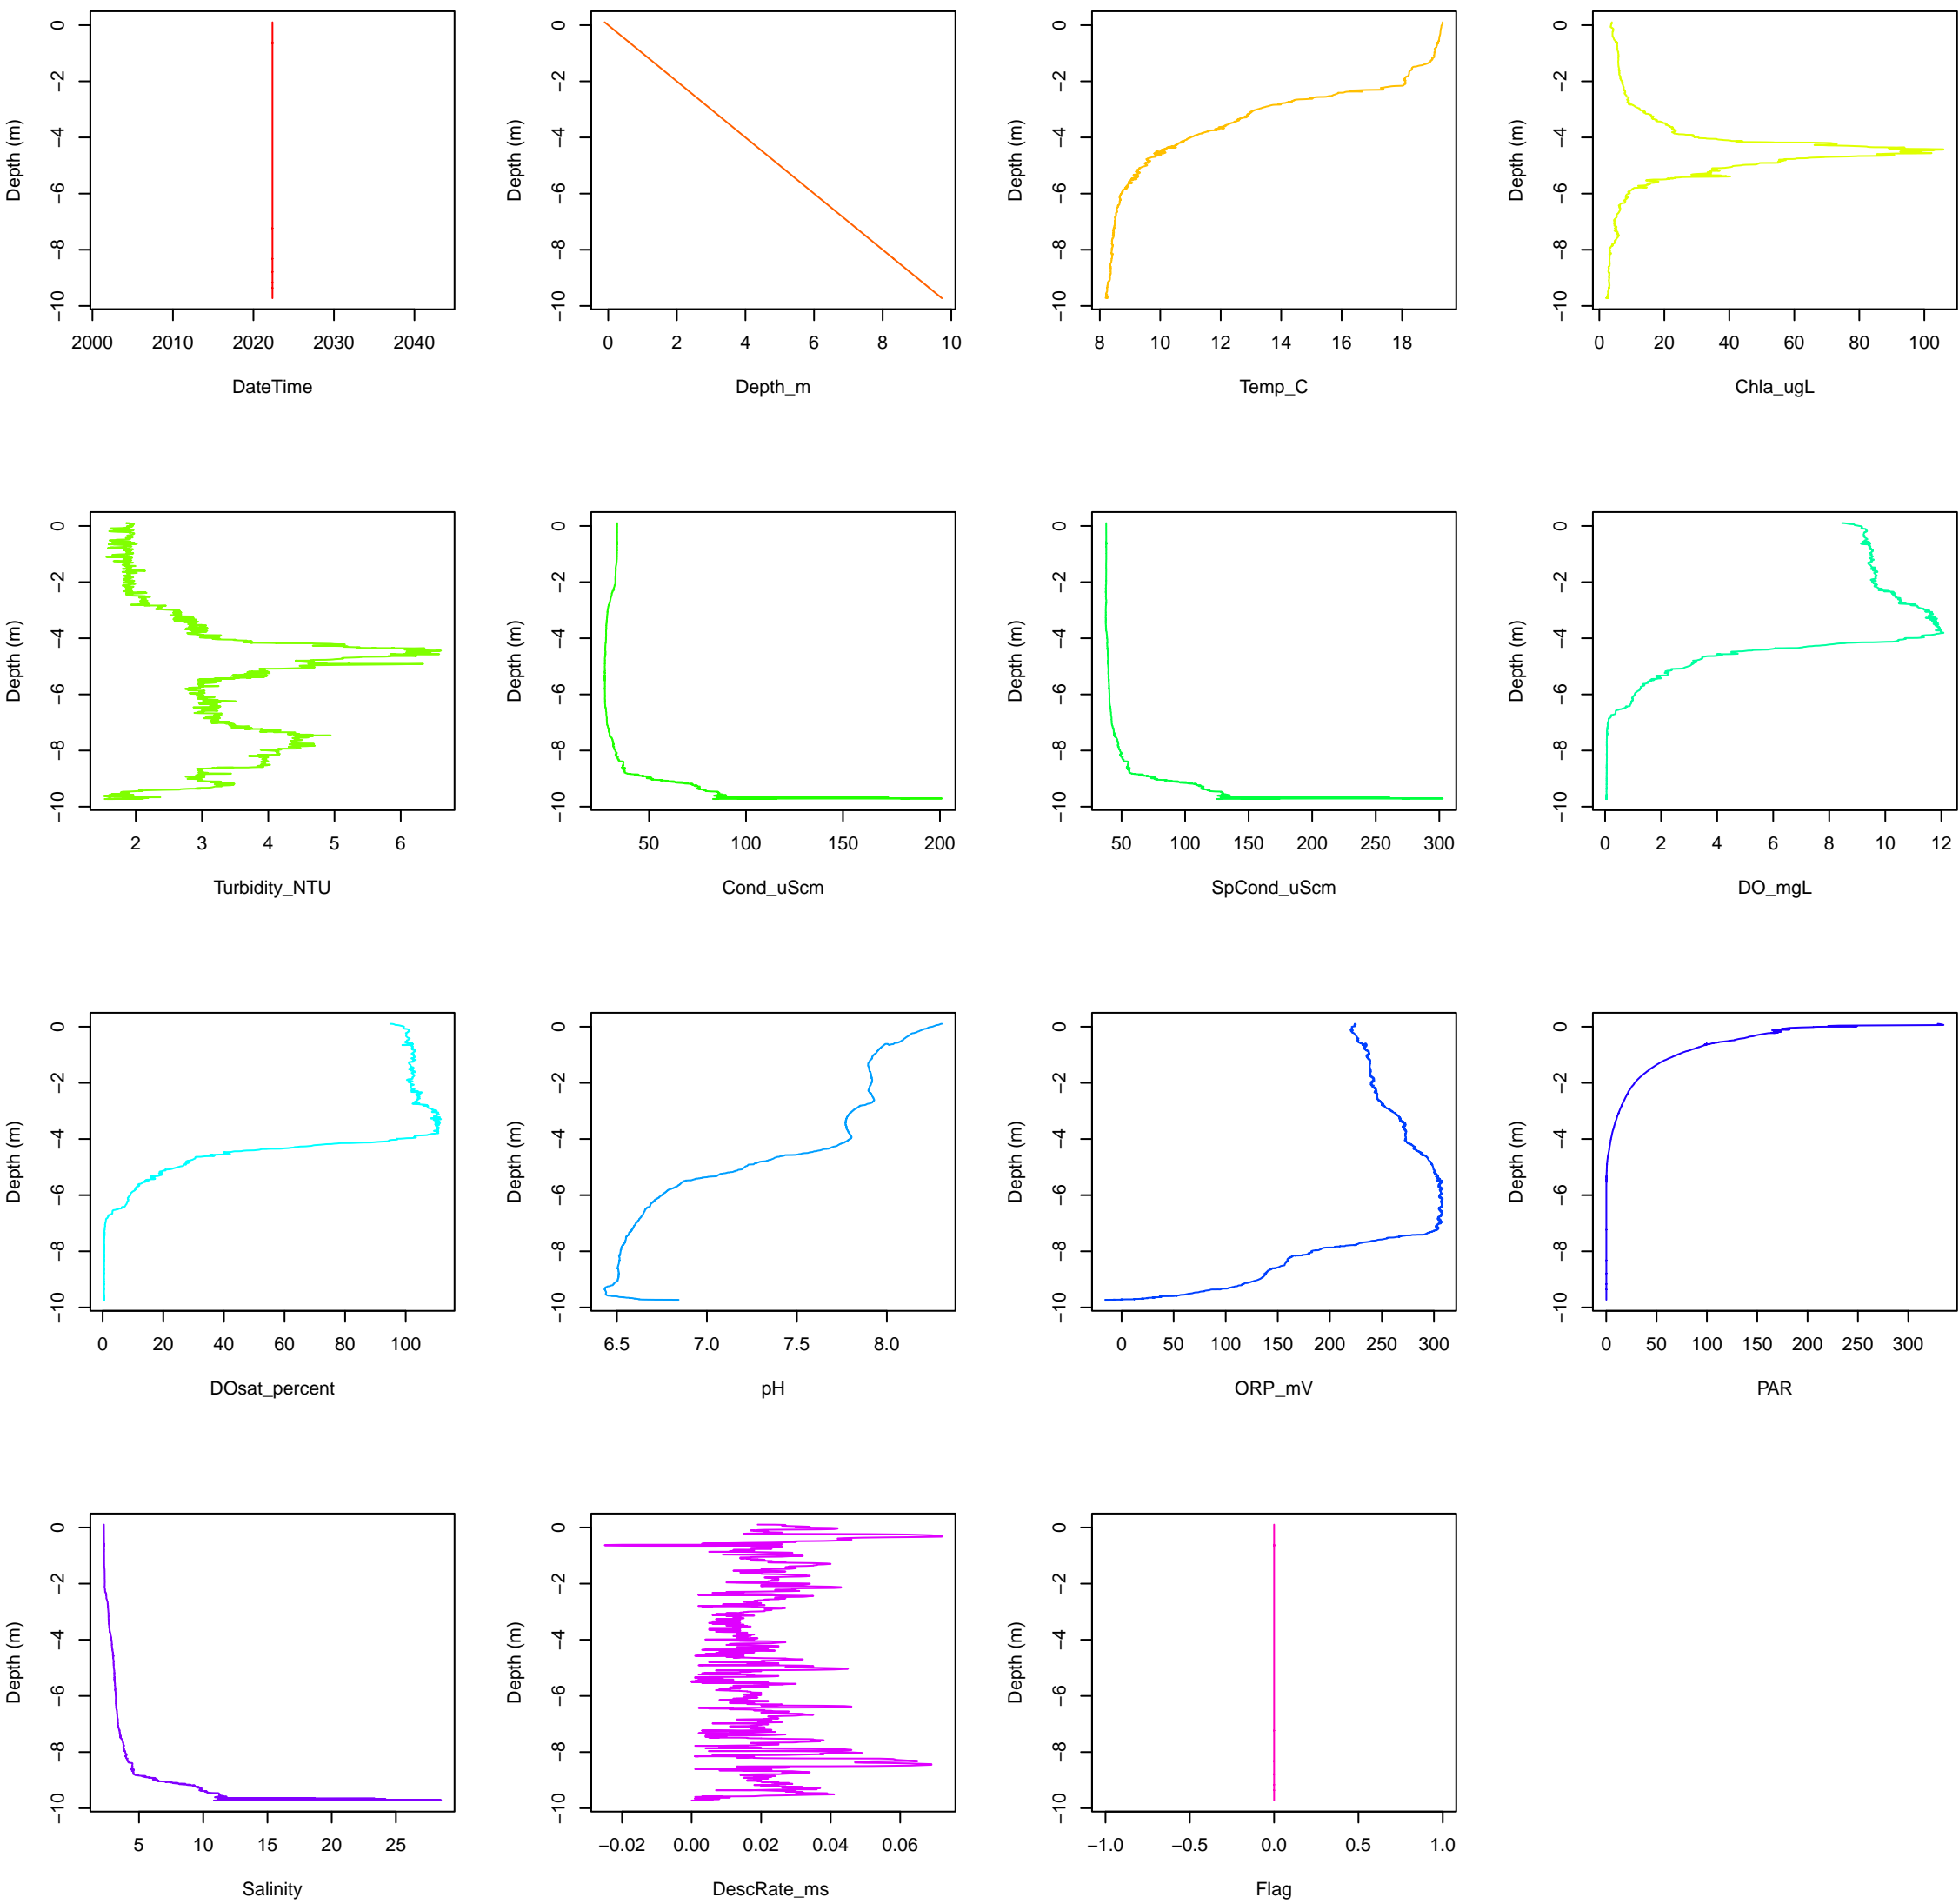 Depth (m)
0
−2
−4
−6
−8
−10
2000 2010 2020 2030 2040
DateTime
Depth (m)
0
−2
−4
−6
−8
−10
0 2 4 6 8 10
Depth_m
Depth (m)
0
−2
−4
−6
−8
−10
8 10 12 14 16 18
Temp_C
Depth (m)
0
−2
−4
−6
−8
−10
0 20 40 60 80 100
Chla_ugL
Depth (m)
0
−2
−4
−6
−8
−10
2 3 4 5 6
Turbidity_NTU
Depth (m)
0
−2
−4
−6
−8
−10
50 100 150 200
Cond_uScm
Depth (m)
0
−2
−4
−6
−8
−10
50 100 150 200 250 300
SpCond_uScm
Depth (m)
0
−2
−4
−6
−8
−10
0 2 4 6 8 10 12
DO_mgL
Depth (m)
0
−2
−4
−6
−8
−10
0 20 40 60 80 100
DOsat_percent
Depth (m)
0
−2
−4
−6
−8
−10
6.5 7.0 7.5 8.0
pH
Depth (m)
0
−2
−4
−6
−8
−10
0 50 100 150 200 250 300
ORP_mV
Depth (m)
0
−2
−4
−6
−8
−10
0 50 100 150 200 250 300
PAR
Depth (m)
0
−2
−4
−6
−8
−10
5 10 15 20 25
Salinity
Depth (m)
0
−2
−4
−6
−8
−10
−0.02 0.00 0.02 0.04 0.06
DescRate_ms
Depth (m)
0
−2
−4
−6
−8
−10
−1.0 −0.5 0.0 0.5 1.0
Flag